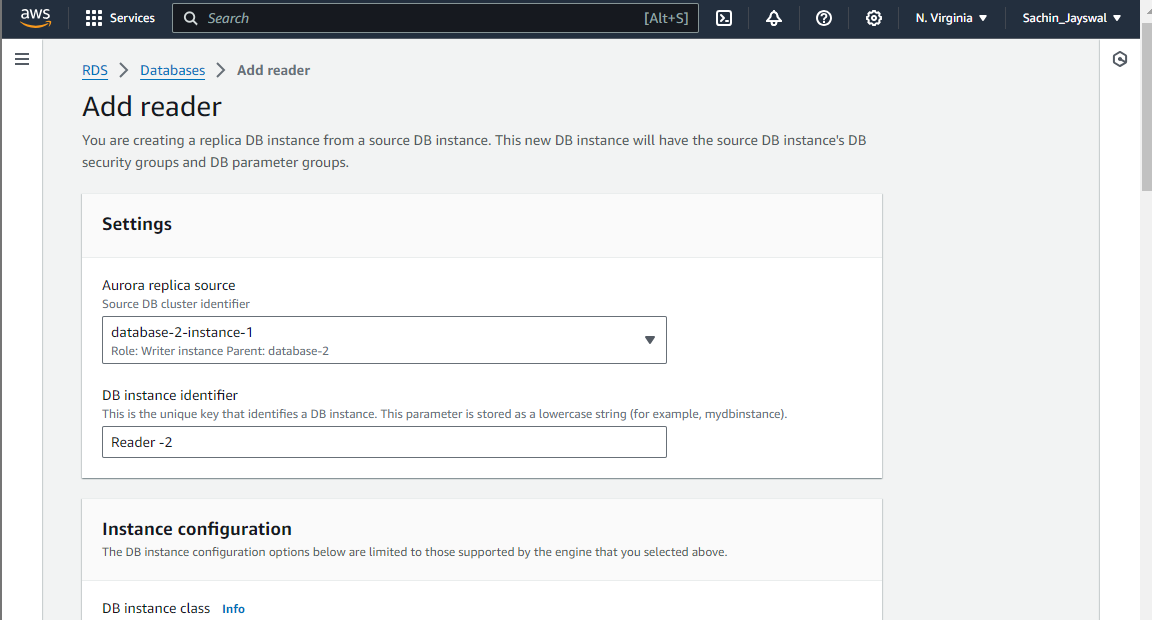 aws Services Search [Alt+S] N. Virginia Sachin_Jayswal
RDS Databases Add reader
Add reader
You are creating a replica DB instance from a source DB instance. This new DB instance will have the source DB instance's DB
security groups and DB parameter groups.
Settings
Aurora replica source
Source DB cluster identifier
database-2-instance-1
Role: Writer instance Parent: database-2
DB instance identifier
This is the unique key that identifies a DB instance. This parameter is stored as a lowercase string (for example, mydbinstance).
Reader -2
Instance configuration
The DB instance configuration options below are limited to those supported by the engine that you selected above.
DB instance class Info